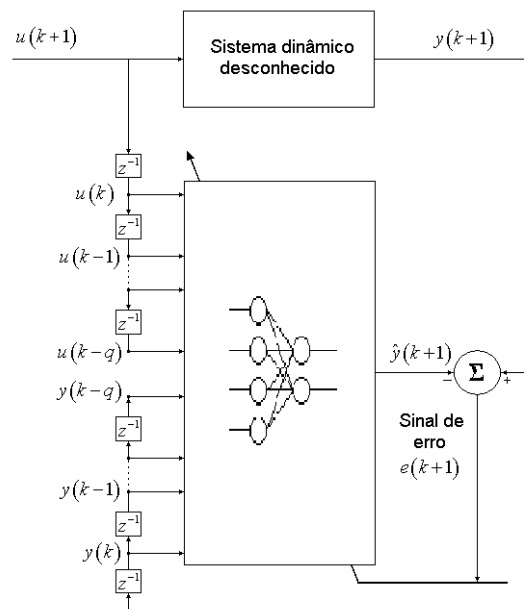 u(k+1)
Sistema dinâmico
desconhecido
y(k+1)
z⁻¹
u(k)
z⁻¹
u(k-1)
z⁻¹
u(k-q)
y(k-q)
z⁻¹
y(k-1)
z⁻¹
y(k)
z⁻¹
ŷ(k+1)
−
Σ
+
Sinal de
erro
e(k+1)